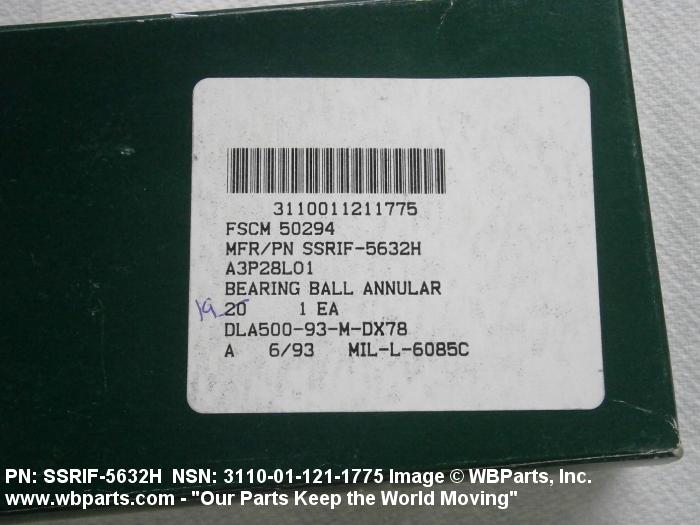 3110011211775
FSCM 50294
MFR/PN SSRIF-5632H
A3P28L01
BEARING BALL ANNULAR
19 20 1 EA
DLA500-93-M-DX78
A 6/93 MIL-L-6085C
PN: SSRIF-5632H NSN: 3110-01-121-1775 Image © WBParts, Inc.
www.wbparts.com - "Our Parts Keep the World Moving"